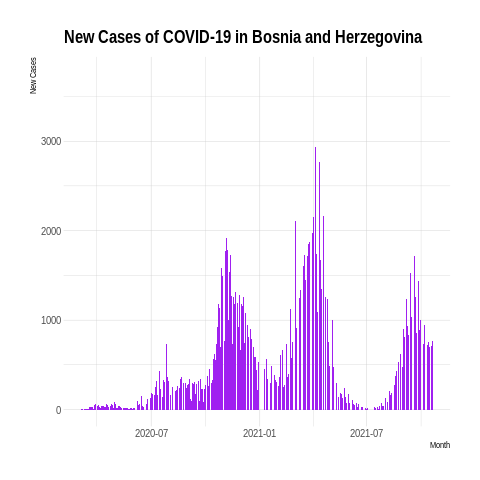 New Cases of COVID-19 in Bosnia and Herzegovina
New Cases
3000
2000
1000
0
2020-07
2021-01
2021-07
Month